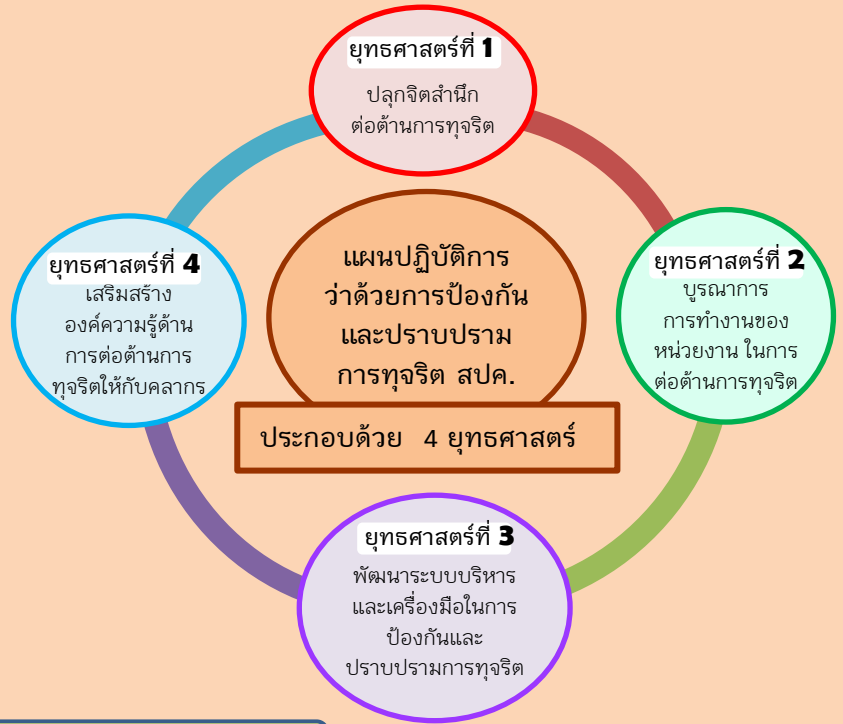 ยุทธศาสตร์ที่ 1
ปลุกจิตสำนึก
ต่อต้านการทุจริต
แผนปฏิบัติการ
ว่าด้วยการป้องกัน
และปราบปราม
การทุจริต สปค.
ประกอบด้วย 4 ยุทธศาสตร์
ยุทธศาสตร์ที่ 2
บูรณาการ
การทำงานของ
หน่วยงาน ในการ
ต่อต้านการทุจริต
ยุทธศาสตร์ที่ 3
พัฒนาระบบบริหาร
และเครื่องมือในการ
ป้องกันและ
ปราบปรามการทุจริต
ยุทธศาสตร์ที่ 4
เสริมสร้าง
องค์ความรู้ด้าน
การต่อต้านการ
ทุจริตให้กับคลากร